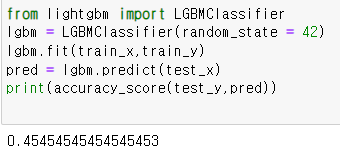 from lightgbm import LGBMClassifier
lgbm = LGBMClassifier(random_state = 42)
lgbm.fit(train_x,train_y)
pred = lgbm.predict(test_x)
print(accuracy_score(test_y,pred))
0.45454545454545453